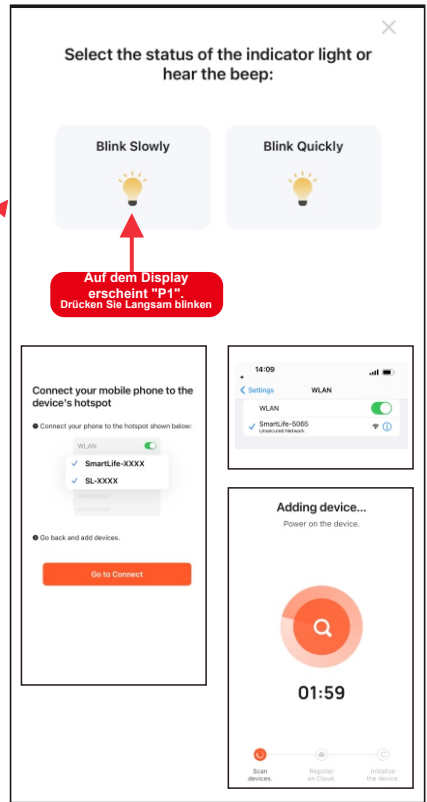 Select the status of the indicator light or
hear the beep:
Blink Slowly
Blink Quickly
Auf dem Display
erscheint "P1".
Drücken Sie Langsam blinken
Connect your mobile phone to the
device's hotspot
❶ Connect your phone to the hotspot shown below:
WLAN
SmartLife-XXXX
SL-XXXX
❷ Go back and add devices.
Go to Connect
14:09
Settings
WLAN
WLAN
SmartLife-5065
Unsecured Network
Adding device...
Power on the device.
01:59
Scan
devices.
Register
on Cloud.
Initialize
the device